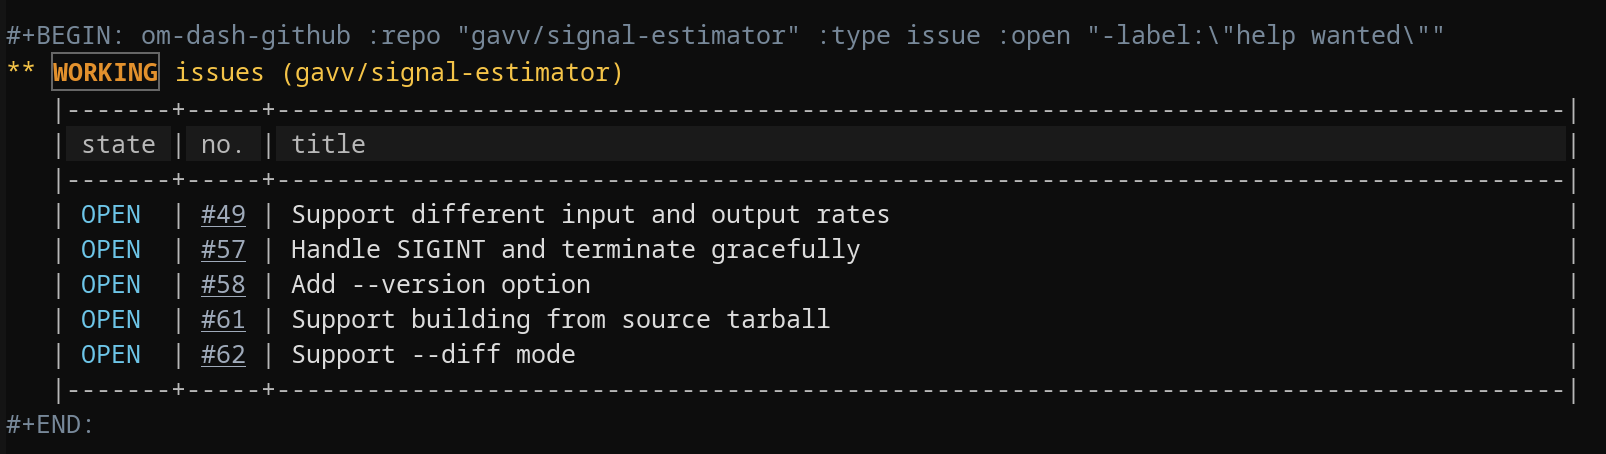 #+BEGIN: om-dash-github :repo "gavv/signal-estimator" :type issue :open "-label:\"help wanted\""
** WORKING issues (gavv/signal-estimator)
|-------+-----+--------------------------------------------------------------------------------------|
| state | no. | title |
|-------+-----+--------------------------------------------------------------------------------------|
| OPEN | #49 | Support different input and output rates |
| OPEN | #57 | Handle SIGINT and terminate gracefully |
| OPEN | #58 | Add --version option |
| OPEN | #61 | Support building from source tarball |
| OPEN | #62 | Support --diff mode |
|-------+-----+--------------------------------------------------------------------------------------|
#+END: